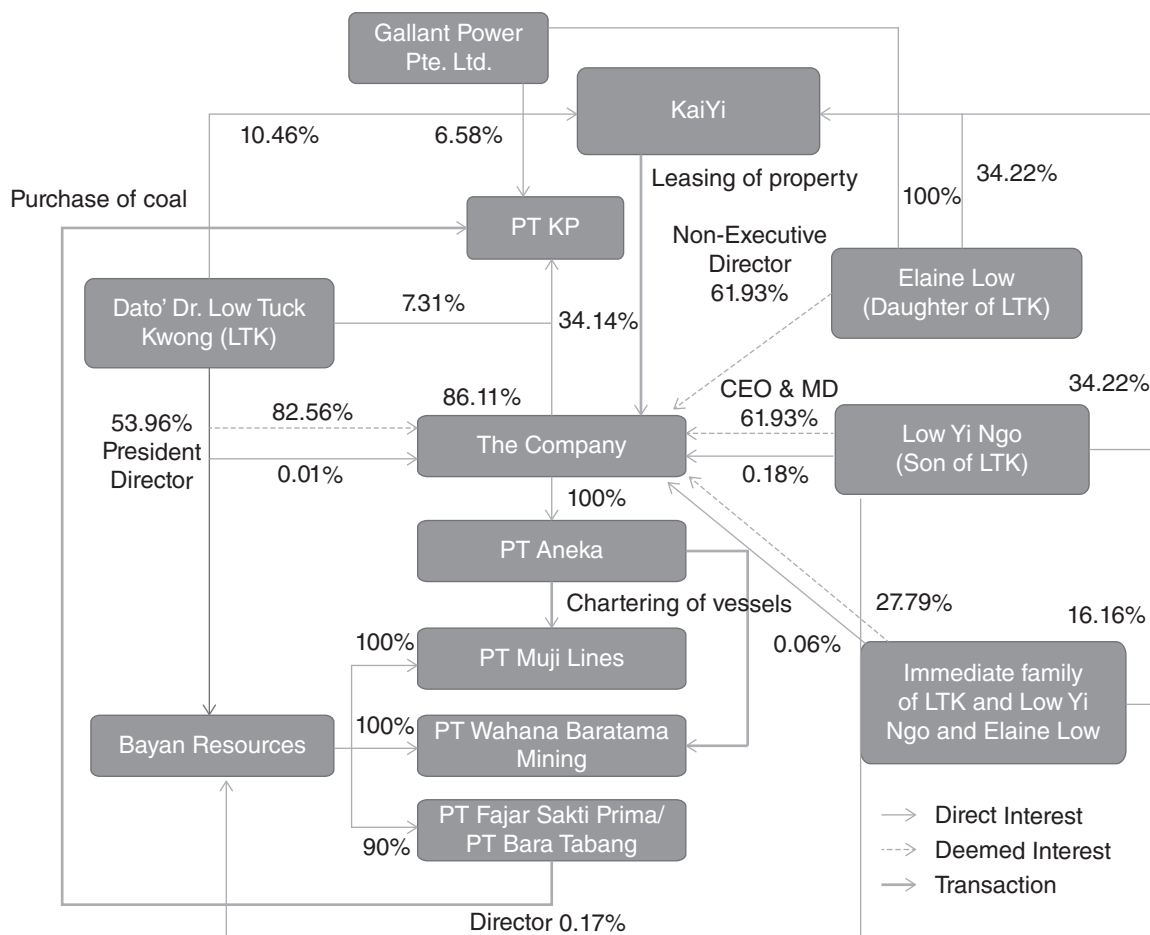 Gallant Power
Pte. Ltd.
KaiYi
10.46%
6.58%
34.22%
Leasing of property
100%
Purchase of coal
PT KP
Non-Executive
Director
61.93%
Elaine Low
(Daughter of LTK)
Dato’ Dr. Low Tuck
Kwong (LTK)
7.31%
34.14%
53.96%
President
Director
82.56%
86.11%
0.01%
The Company
CEO & MD
61.93%
0.18%
34.22%
Low Yi Ngo
(Son of LTK)
100%
PT Aneka
Chartering of vessels
27.79%
0.06%
16.16%
100%
PT Muji Lines
Immediate family
of LTK and Low Yi
Ngo and Elaine Low
Bayan Resources
100%
PT Wahana Baratama
Mining
90%
PT Fajar Sakti Prima/
PT Bara Tabang
Direct Interest
Deemed Interest
Transaction
Director 0.17%